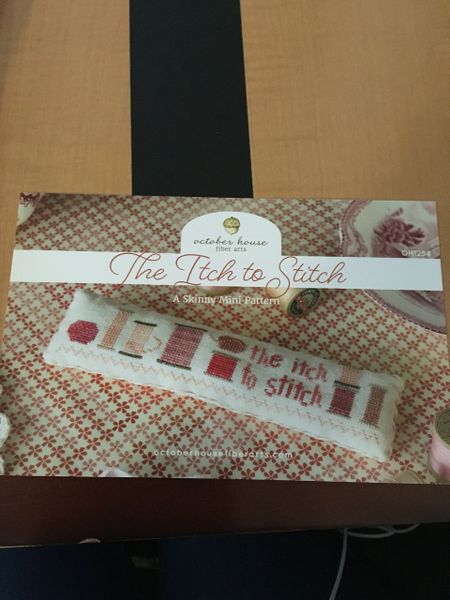 october house
fiber arts
OH1254
The Itch to Stitch
A Skinny Mini Pattern
the itch
to stitch
octoberhousefiberarts.com